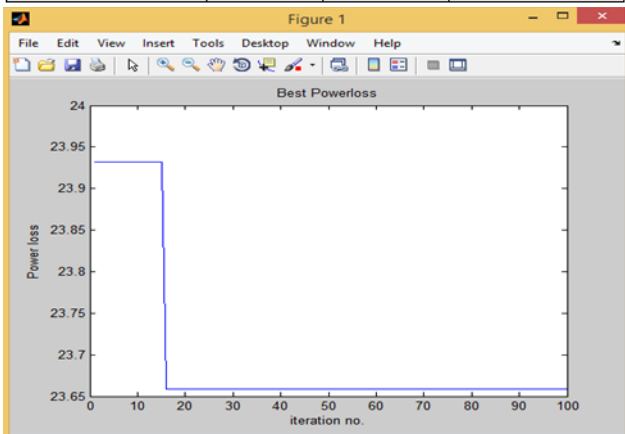 Figure 1
File Edit View Insert Tools Desktop Window Help
Best Powerloss
24
23.95
23.9
23.85
23.8
23.75
23.7
23.65
Power loss
0 10 20 30 40 50 60 70 80 90 100
iteration no.